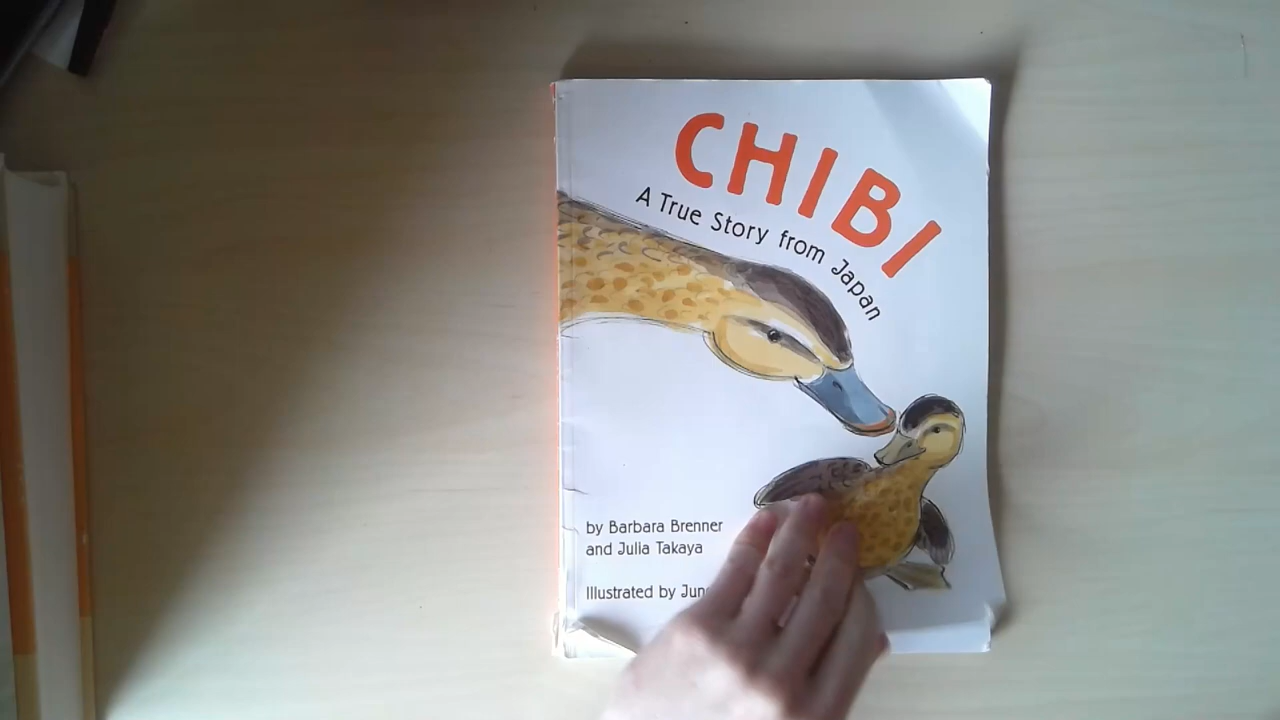 CHIBI
A True Story from Japan
by Barbara Brenner
and Julia Takaya
Illustrated by